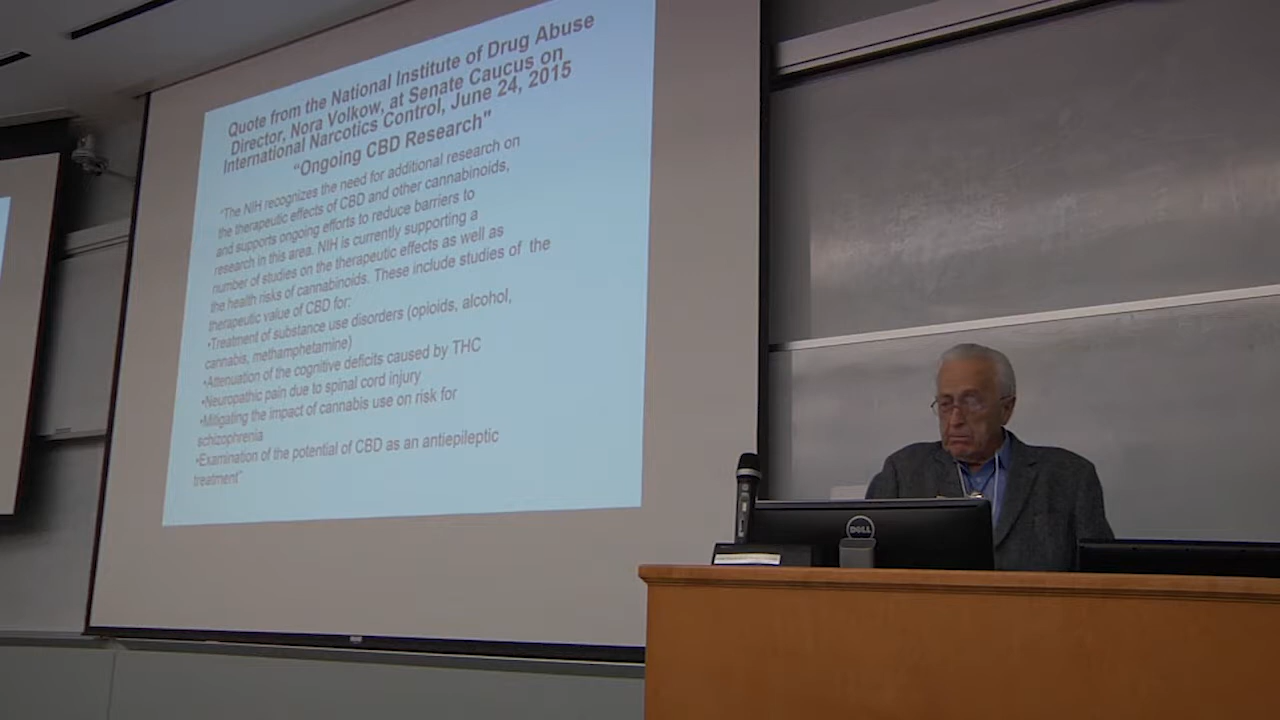 Quote from the National Institute of Drug Abuse
Director, Nora Volkow, at Senate Caucus on
International Narcotics Control, June 24, 2015
"Ongoing CBD Research"
"The NIH recognizes the need for additional research on
the therapeutic effects of CBD and other cannabinoids,
and supports ongoing efforts to reduce barriers to
research in this area. NIH is currently supporting a
number of studies on the therapeutic effects as well as
the health risks of cannabinoids. These include studies of the
therapeutic value of CBD for:
•Treatment of substance use disorders (opioids, alcohol,
cannabis, methamphetamine)
•Attenuation of the cognitive deficits caused by THC
•Neuropathic pain due to spinal cord injury
•Mitigating the impact of cannabis use on risk for
schizophrenia
•Examination of the potential of CBD as an antiepileptic
treatment"
DELL